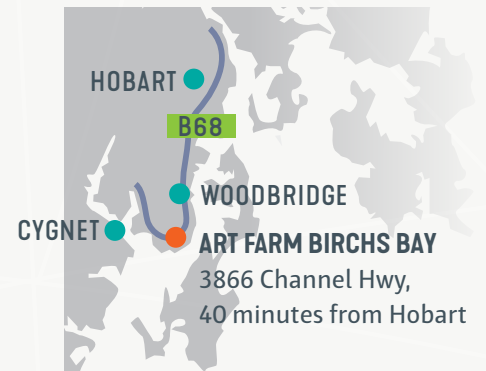 HOBART
B68
WOODBRIDGE
CYGNET
ART FARM BIRCHS BAY
3866 Channel Hwy,
40 minutes from Hobart